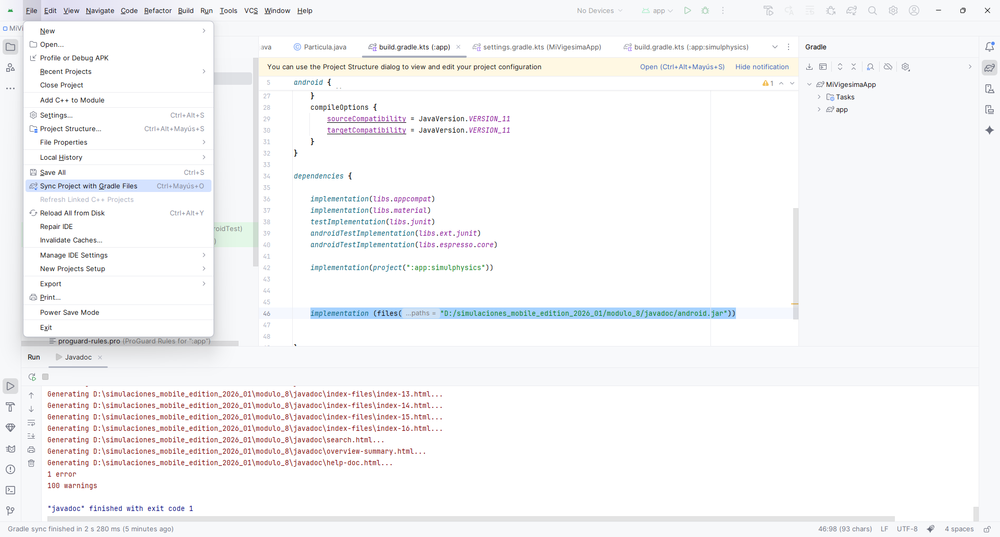 File Edit View Navigate Code Refactor Build Run Tools VCS Window Help No Devices app
MiVi
New
Open...
Profile or Debug APK
Recent Projects
Close Project
Add C++ to Module
Settings... Ctrl+Alt+S
Project Structure... Ctrl+Alt+Mayús+S
File Properties
Local History
Save All Ctrl+S
Sync Project with Gradle Files Ctrl+Mayús+O
Refresh Linked C++ Projects
Reload All from Disk Ctrl+Alt+Y
Repair IDE
Invalidate Caches...
Manage IDE Settings
New Projects Setup
Export
Print...
Power Save Mode
Exit
roidTest)
)
proguard-rules.pro (ProGuard Rules for ":app")
ava Particula.java build.gradle.kts (:app) settings.gradle.kts (MiVigesimaApp) build.gradle.kts (:app:simulphysics)
You can use the Project Structure dialog to view and edit your project configuration Open (Ctrl+Alt+Mayús+S) Hide notification
5 android { 1
27 }
28 compileOptions {
29 sourceCompatibility = JavaVersion.VERSION_11
30 targetCompatibility = JavaVersion.VERSION_11
31 }
32 }
33
34 dependencies {
35
36 implementation(libs.appcompat)
37 implementation(libs.material)
38 testImplementation(libs.junit)
39 androidTestImplementation(libs.ext.junit)
40 androidTestImplementation(libs.espresso.core)
41
42 implementation(project(":app:simulphysics"))
43
44
45
46 implementation (files( ...paths = "D:/simulaciones_mobile_edition_2026_01/modulo_8/javadoc/android.jar"))
47
48
Gradle
MiVigesimaApp
Tasks
app
Run Javadoc
Generating D:\simulaciones_mobile_edition_2026_01\modulo_8\javadoc\index-files\index-13.html...
Generating D:\simulaciones_mobile_edition_2026_01\modulo_8\javadoc\index-files\index-14.html...
Generating D:\simulaciones_mobile_edition_2026_01\modulo_8\javadoc\index-files\index-15.html...
Generating D:\simulaciones_mobile_edition_2026_01\modulo_8\javadoc\index-files\index-16.html...
Generating D:\simulaciones_mobile_edition_2026_01\modulo_8\javadoc\search.html...
Generating D:\simulaciones_mobile_edition_2026_01\modulo_8\javadoc\overview-summary.html...
Generating D:\simulaciones_mobile_edition_2026_01\modulo_8\javadoc\help-doc.html...
1 error
100 warnings
"javadoc" finished with exit code 1
Gradle sync finished in 2 s 280 ms (5 minutes ago) 46:98 (93 chars) LF UTF-8 4 spaces